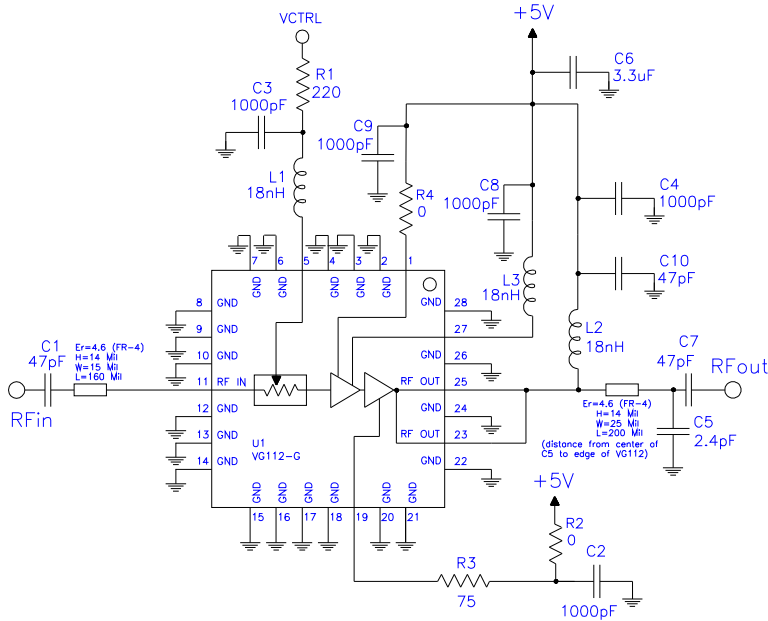 VCTRL
+5V
R1
220
C3
1000pF
C6
3.3uF
C9
1000pF
L1
18nH
R4
0
C8
1000pF
C4
1000pF
L3
18nH
C10
47pF
7
6
5
4
3
2
1
GND
GND
GND
GND
GND
8
GND
GND
28
9
GND
27
10
GND
GND
26
11
RF IN
RF OUT
25
12
GND
GND
24
13
GND
RF OUT
23
14
GND
GND
22
U1
VG112-G
GND
GND
GND
GND
GND
GND
15
16
17
18
19
20
21
L2
18nH
C1
47pF
Er=4.6 (FR-4)
H=14 Mil
W=15 Mil
L=160 Mil
RFin
C7
47pF
RFout
Er=4.6 (FR-4)
H=14 Mil
W=25 Mil
L=200 Mil
(distance from center of
C5 to edge of VG112)
C5
2.4pF
+5V
R2
0
R3
75
C2
1000pF